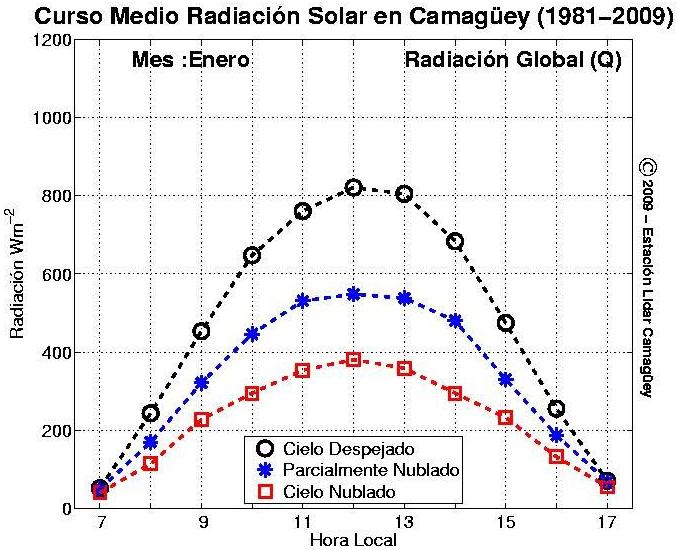 Curso Medio Radiación Solar en Camagüey (1981−2009)
Mes :Enero
Radiación Global (Q)
1200
1000
800
600
400
200
0
Radiación Wm−2
7 9 11 13 15 17
Hora Local
Cielo Despejado
Parcialmente Nublado
Cielo Nublado
© 2009 − Estación Lidar Camagüey